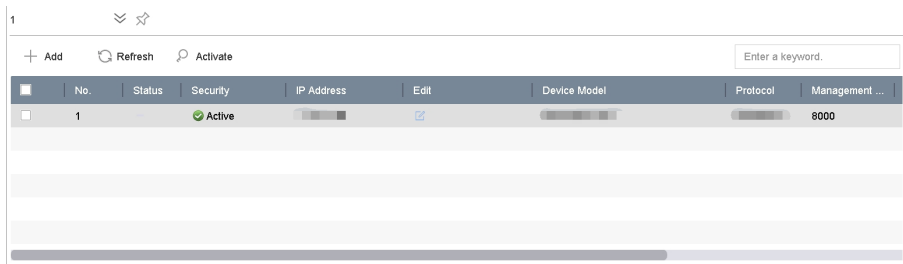 1
Add Refresh Activate Enter a keyword.
No. Status Security IP Address Edit Device Model Protocol Management ...
1 Active 8000